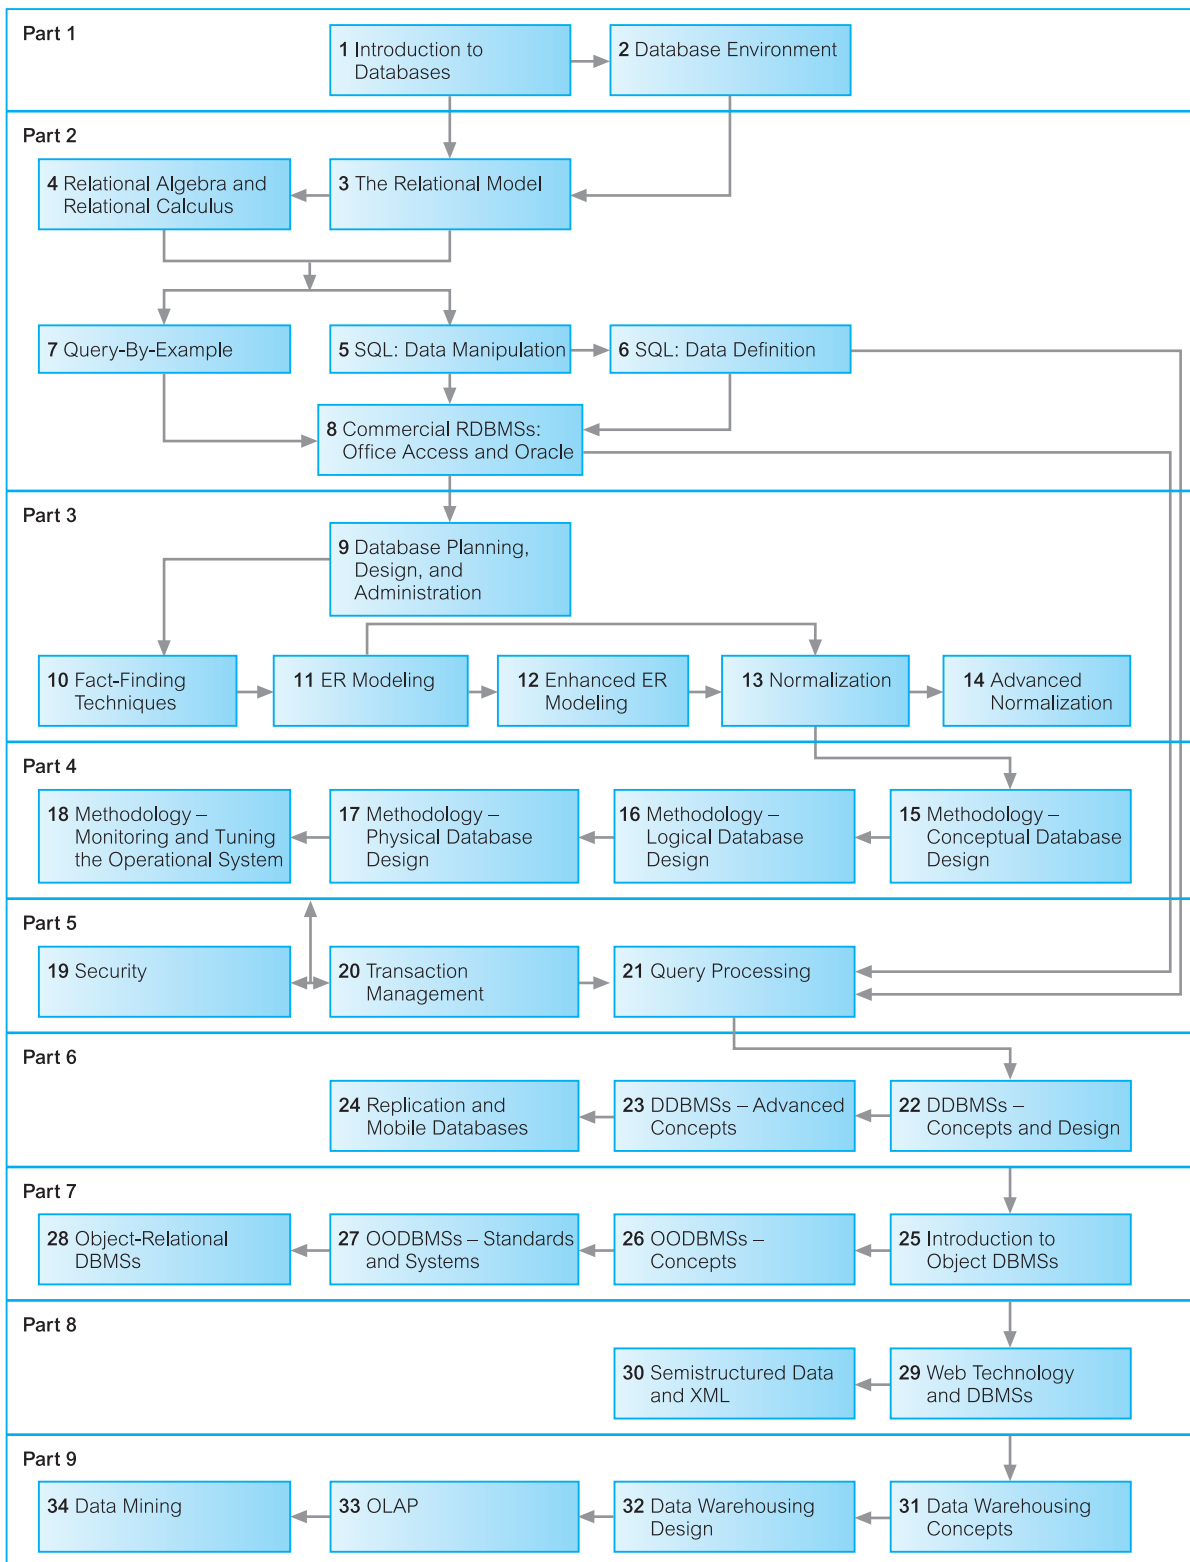 Part 1
1 Introduction to
Databases
2 Database Environment
Part 2
4 Relational Algebra and
Relational Calculus
3 The Relational Model
7 Query-By-Example
5 SQL: Data Manipulation
6 SQL: Data Definition
8 Commercial RDBMSs:
Office Access and Oracle
Part 3
9 Database Planning,
Design, and
Administration
10 Fact-Finding
Techniques
11 ER Modeling
12 Enhanced ER
Modeling
13 Normalization
14 Advanced
Normalization
Part 4
18 Methodology –
Monitoring and Tuning
the Operational System
17 Methodology –
Physical Database
Design
16 Methodology –
Logical Database
Design
15 Methodology –
Conceptual Database
Design
Part 5
19 Security
20 Transaction
Management
21 Query Processing
Part 6
24 Replication and
Mobile Databases
23 DDBMSs – Advanced
Concepts
22 DDBMSs –
Concepts and Design
Part 7
28 Object-Relational
DBMSs
27 OODBMSs – Standards
and Systems
26 OODBMSs –
Concepts
25 Introduction to
Object DBMSs
Part 8
30 Semistructured Data
and XML
29 Web Technology
and DBMSs
Part 9
34 Data Mining
33 OLAP
32 Data Warehousing
Design
31 Data Warehousing
Concepts